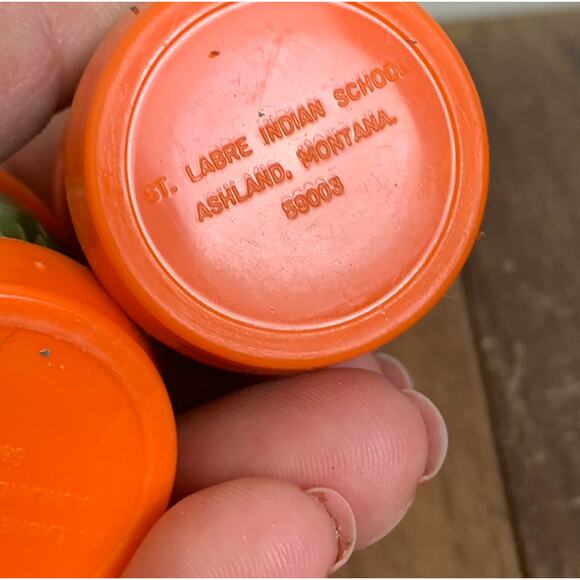 ST. LABRE INDIAN SCHOOL
ASHLAND, MONTANA.
59003